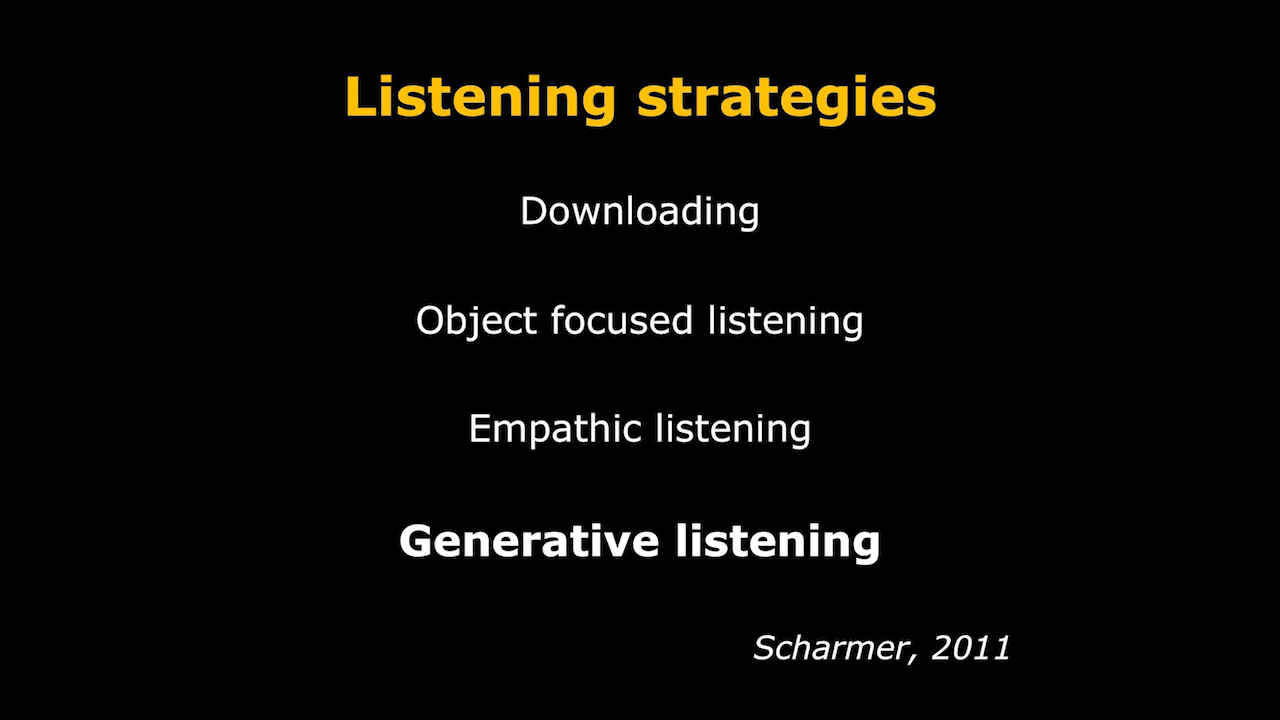 Listening strategies
Downloading
Object focused listening
Empathic listening
Generative listening
Scharmer, 2011